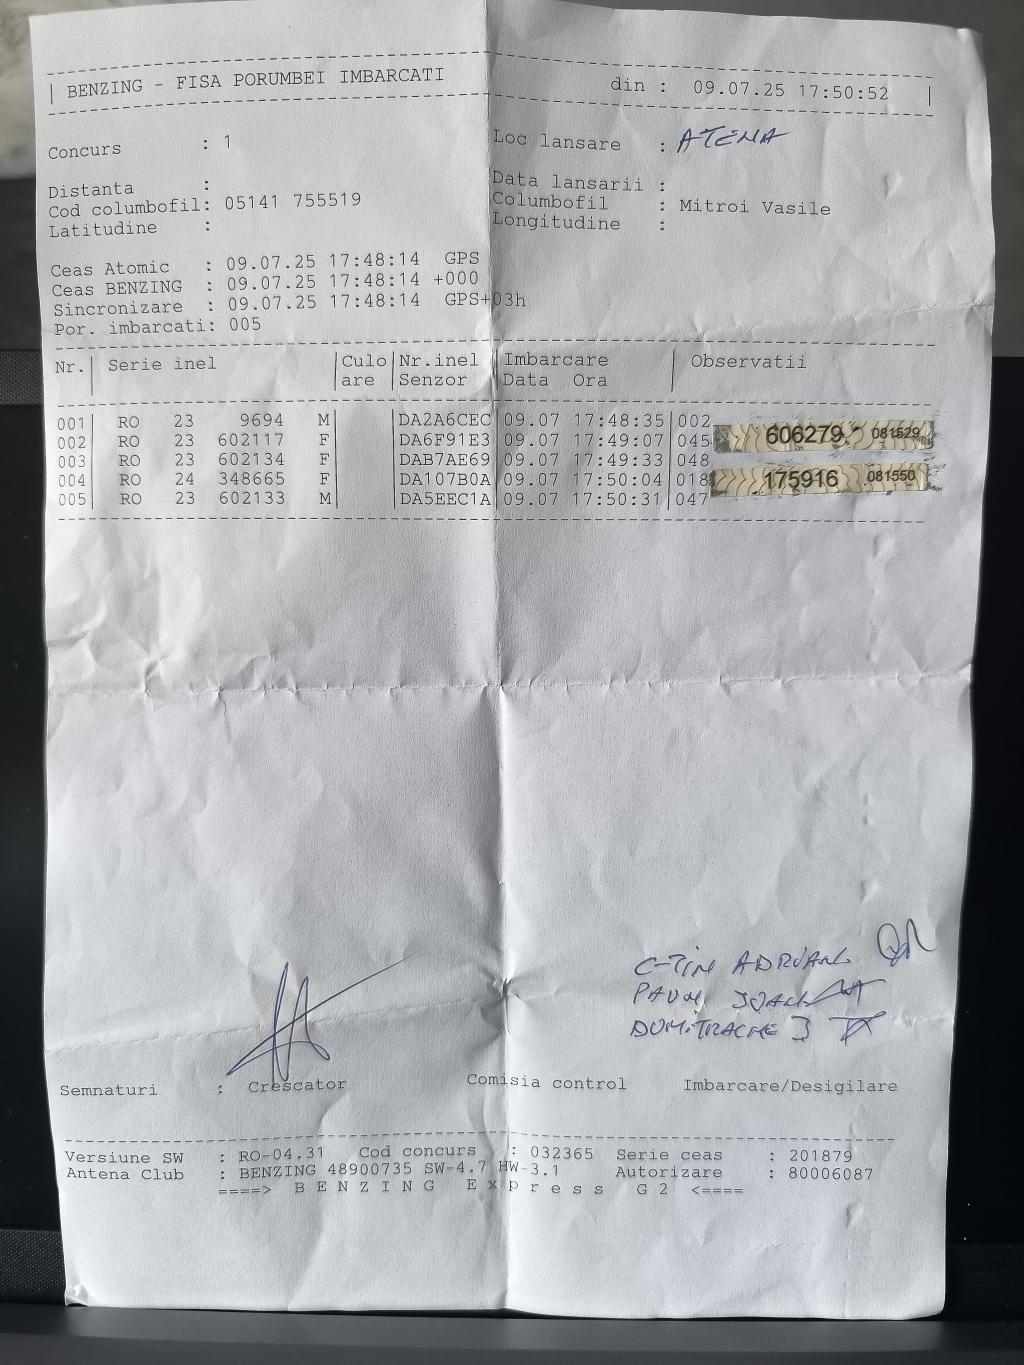 BENZING - FISA PORUMBEI IMBARCATI din : 09.07.25 17:50:52
Concurs : 1 Loc lansare : ATENA
Distanta : Data lansarii :
Cod columbofil: 05141 755519 Columbofil : Mitroi Vasile
Latitudine : Longitudine :
Ceas Atomic : 09.07.25 17:48:14 GPS
Ceas BENZING : 09.07.25 17:48:14 +000
Sincronizare : 09.07.25 17:48:14 GPS+03h
Por. imbarcati: 005
Nr.| Serie inel |Culo|Nr.inel |Imbarcare | Observatii
are |Senzor |Data Ora
001| RO 23 9694 M | |DA2A6CEC|09.07 17:48:35|002
002| RO 23 602117 F | |DA6F91E3|09.07 17:49:07|045 606279 081529
003| RO 23 602134 F | |DAB7AE69|09.07 17:49:33|048
004| RO 24 348665 F | |DA107B0A|09.07 17:50:04|018 175916 081550
005| RO 23 602133 M | |DA5EEC1A|09.07 17:50:31|047
C-TIN ADRIAN
PAUN
DUMITRACHE I
Semnaturi : Crescator Comisia control Imbarcare/Desigilare
Versiune SW : RO-04.31 Cod concurs : 032365 Serie ceas : 201879
Antena Club : BENZING 48900735 SW-4.7 HW-3.1 Autorizare : 80006087
====> B E N Z I N G E x p r e s s G 2 <====